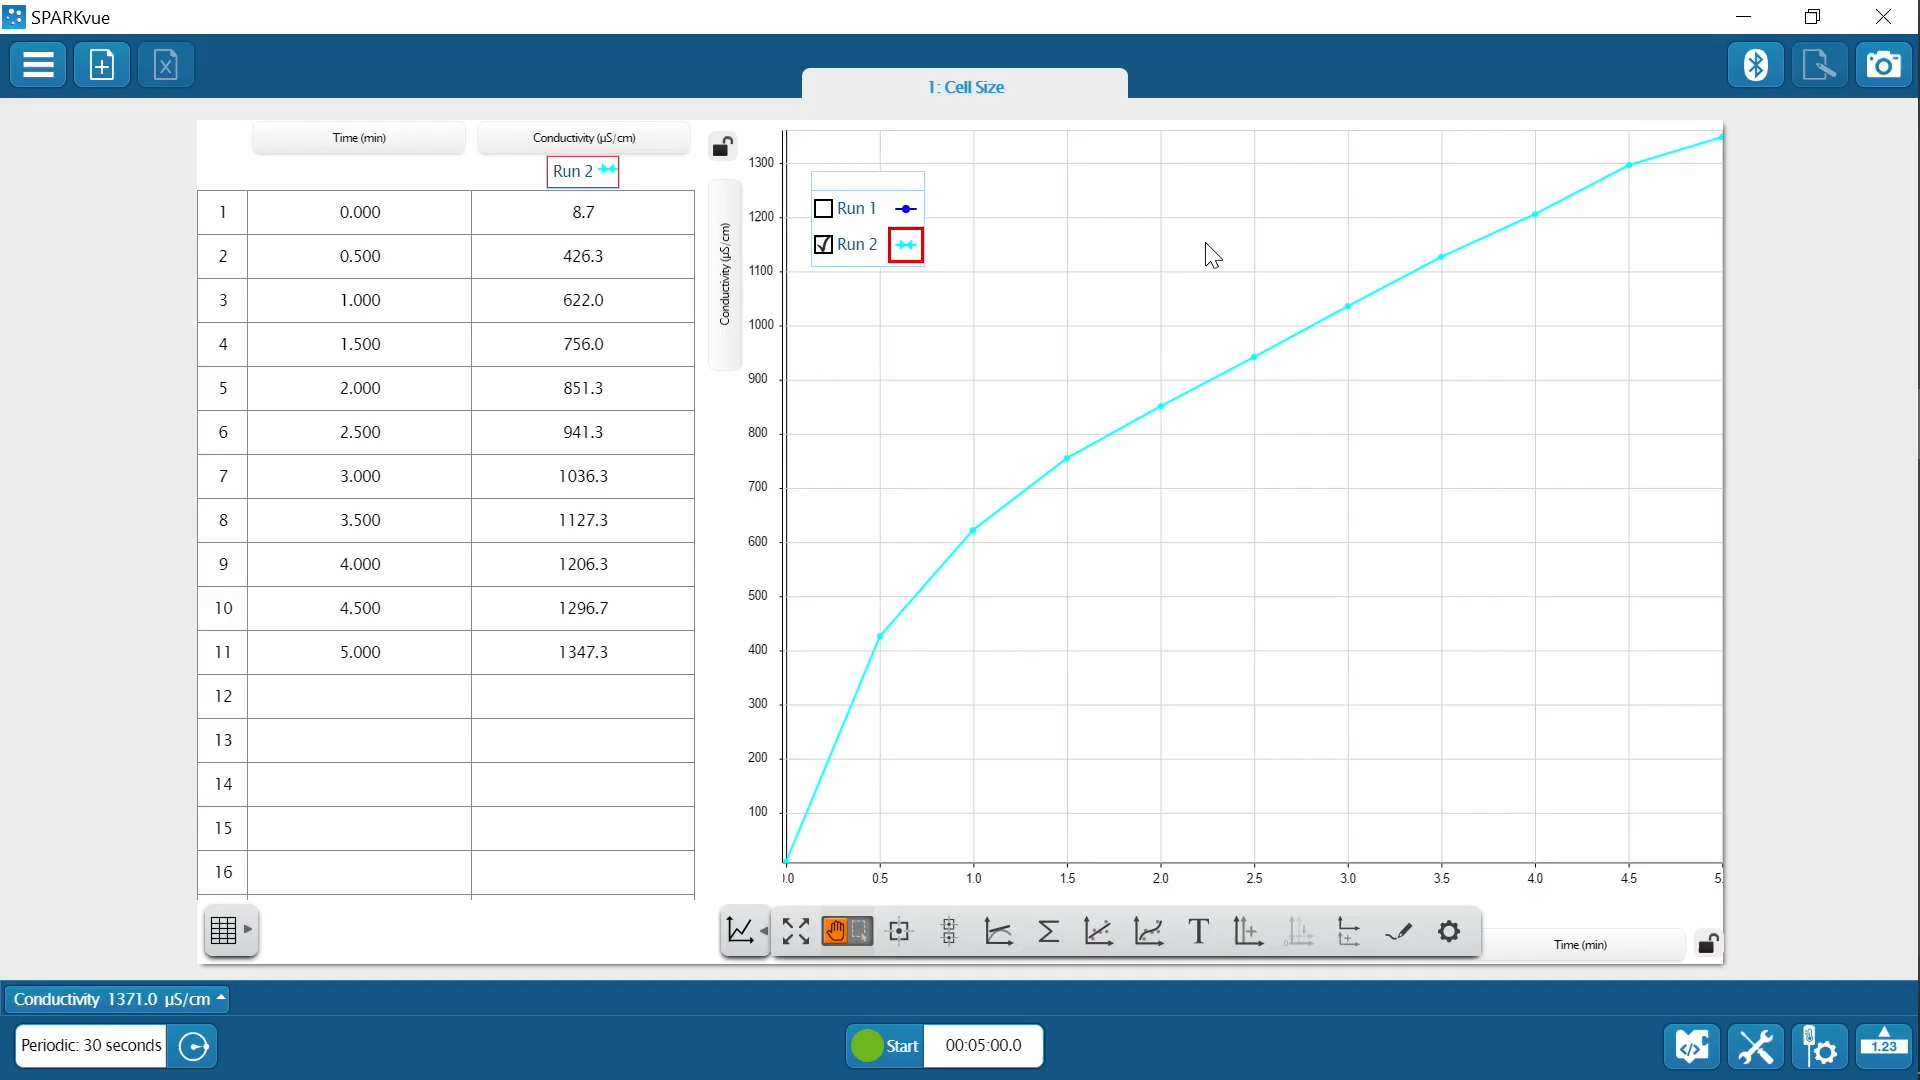 SPARKvue
1: Cell Size
Time (min) Conductivity (µS/cm)
Run 2
1 0.000 8.7
2 0.500 426.3
3 1.000 622.0
4 1.500 756.0
5 2.000 851.3
6 2.500 941.3
7 3.000 1036.3
8 3.500 1127.3
9 4.000 1206.3
10 4.500 1296.7
11 5.000 1347.3
12
13
14
15
16
Conductivity (µS/cm)
1300
1200
1100
1000
900
800
700
600
500
400
300
200
100
Run 1
Run 2
0.0 0.5 1.0 1.5 2.0 2.5 3.0 3.5 4.0 4.5 5.
Time (min)
Conductivity 1371.0 µS/cm
Periodic: 30 seconds
Start 00:05:00.0
1.23